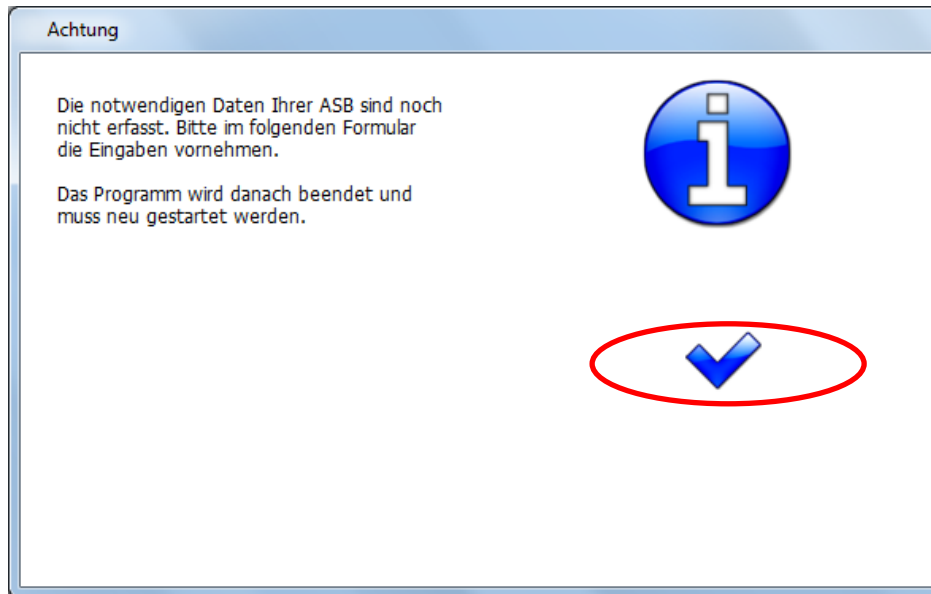 Achtung
Die notwendigen Daten Ihrer ASB sind noch
nicht erfasst. Bitte im folgenden Formular
die Eingaben vornehmen.
Das Programm wird danach beendet und
muss neu gestartet werden.